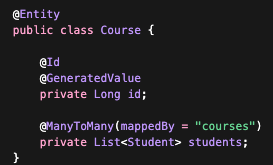 @Entity
public class Course {
@Id
@GeneratedValue
private Long id;
@ManyToMany(mappedBy = "courses")
private List<Student> students;
}